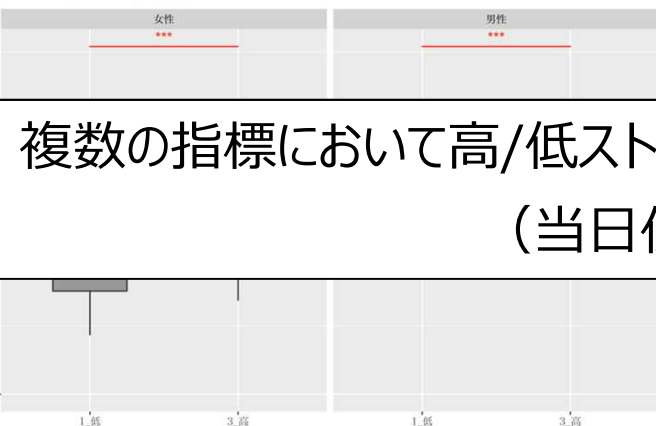 女性
男性
***
***
複数の指標において高/低スト
（当日
1_低
3_高
1_低
3_高